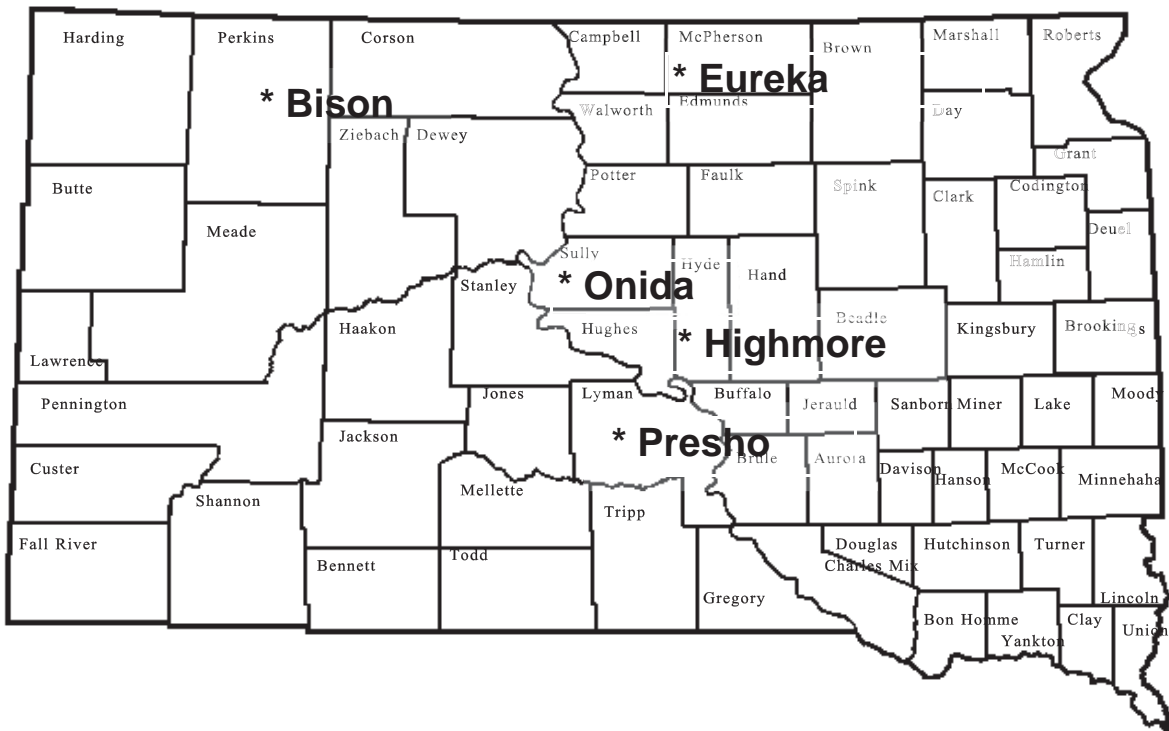 Harding
Perkins
Corson
Campbell
McPherson
Brown
Marshall
Roberts
* Eureka
* Bison
Walworth
Edmunds
Day
Ziebach
Dewey
Grant
Butte
Potter
Faulk
Spink
Clark
Codington
Meade
Deuel
Sully
Hyde
Hand
Hamlin
* Onida
Stanley
Haakon
Hughes
Beadle
Kingsbury
Brookings
* Highmore
Lawrence
Pennington
Jones
Lyman
Buffalo
Jerauld
Sanborn
Miner
Lake
Moody
Jackson
* Presho
Custer
Brule
Aurora
Davison
Hanson
McCook
Minnehaha
Shannon
Mellette
Tripp
Fall River
Bennett
Todd
Douglas
Hutchinson
Turner
Charles Mix
Gregory
Lincoln
Bon Homme
Yankton
Clay
Union